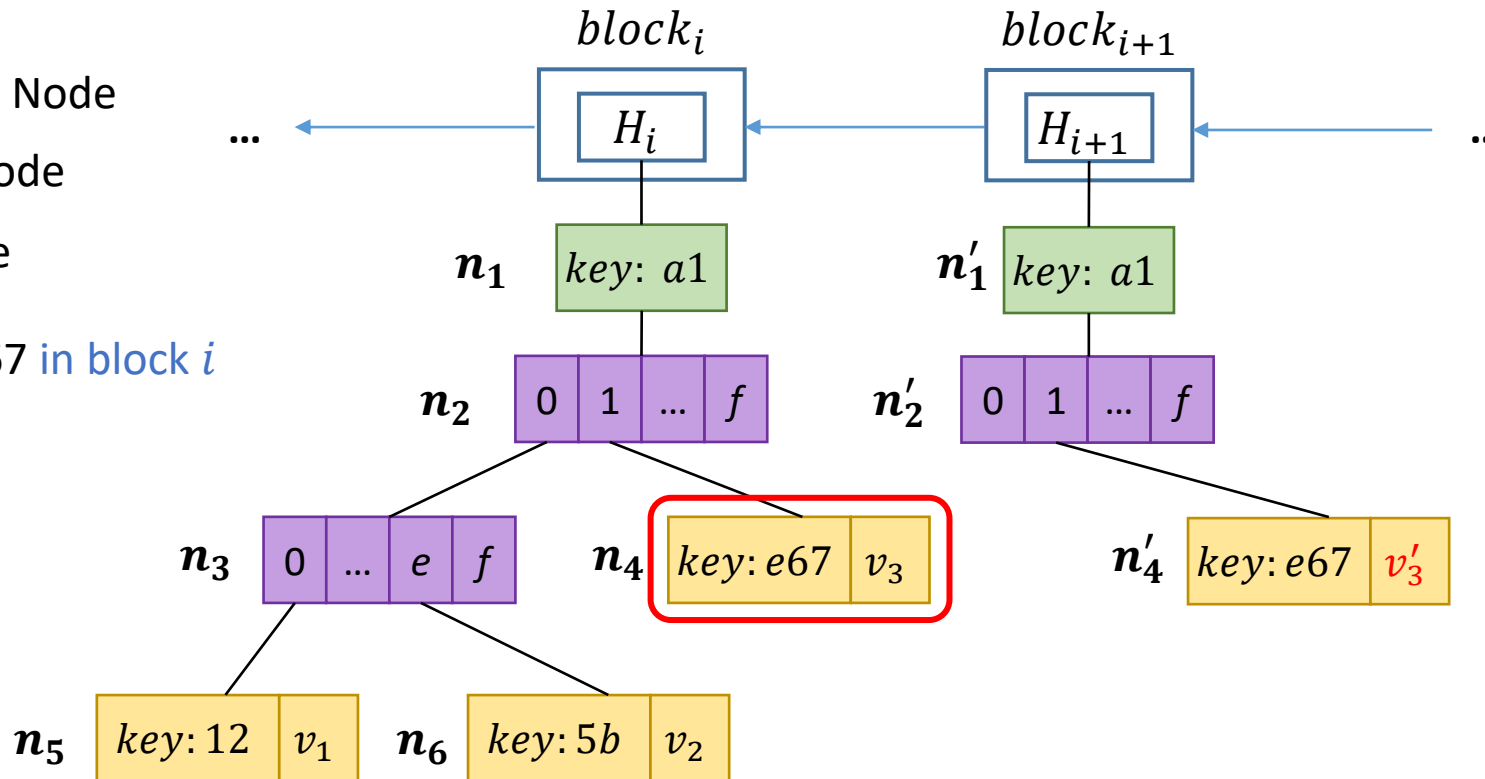 block_i block_{i+1}
Node
... H_i H_{i+1} ..
ode
e
n_1 key: a1 n'_1 key: a1
67 in block i
n_2 0 1 ... f n'_2 0 1 ... f
n_3 0 ... e f n_4 key: e67 v_3 n'_4 key: e67 v'_3
n_5 key: 12 v_1 n_6 key: 5b v_2